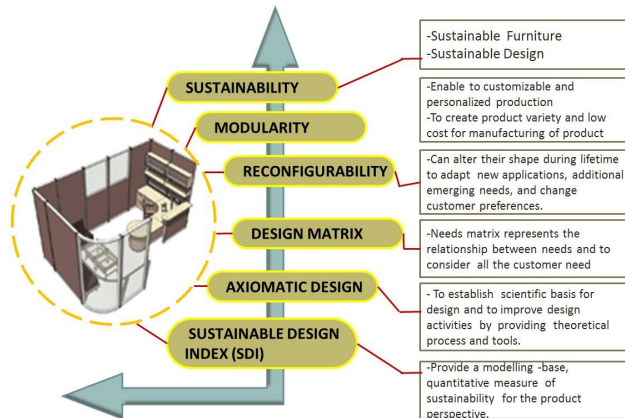 SUSTAINABILITY
-Sustainable Furniture
-Sustainable Design
MODULARITY
-Enable to customizable and
personalized production
-To create product variety and low
cost for manufacturing of product
RECONFIGURABILITY
-Can alter their shape during lifetime
to adapt new applications, additional
emerging needs, and change
customer preferences.
DESIGN MATRIX
-Needs matrix represents the
relationship between needs and to
consider all the customer need
AXIOMATIC DESIGN
- To establish scientific basis for
design and to improve design
activities by providing theoretical
process and tools.
SUSTAINABLE DESIGN
INDEX (SDI)
-Provide a modelling -base,
quantitative measure of
sustainability for the product
perspective.